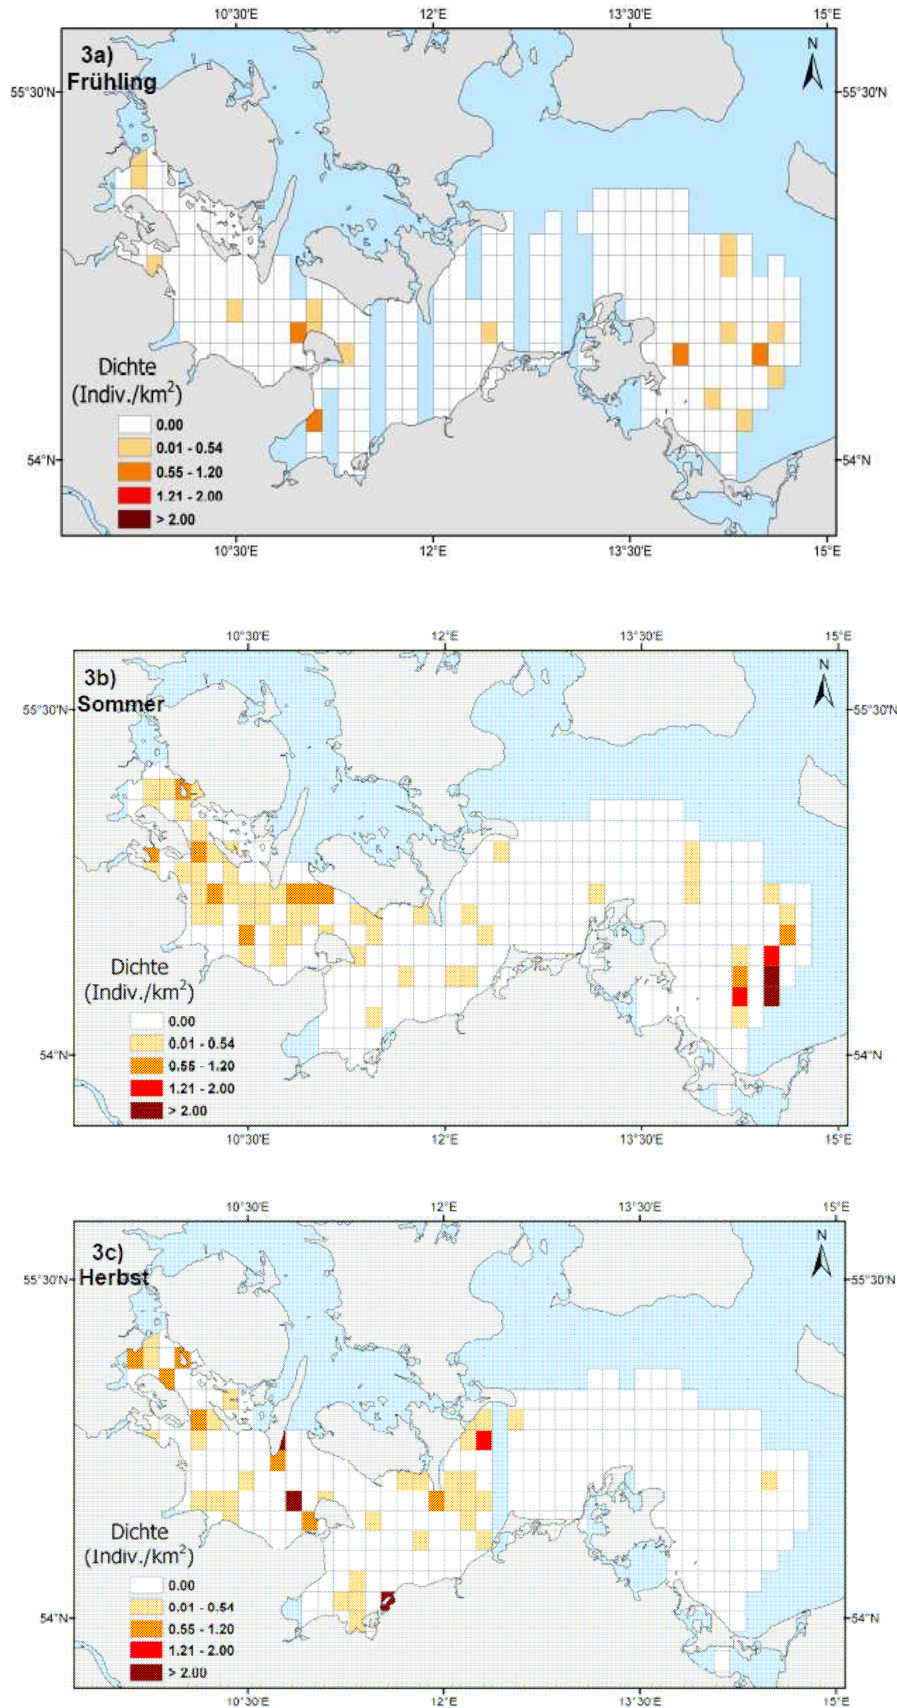 10°30'E 12°E 13°30'E 15°E
3a)
Frühling
N
55°30'N 55°30'N
Dichte
(Indiv./km²)
0.00
0.01 - 0.54
0.55 - 1.20
1.21 - 2.00
> 2.00
54°N 54°N
10°30'E 12°E 13°30'E 15°E
10°30'E 12°E 13°30'E 15°E
3b)
Sommer
N
55°30'N 55°30'N
Dichte
(Indiv./km²)
0.00
0.01 - 0.54
0.55 - 1.20
1.21 - 2.00
> 2.00
54°N 54°N
10°30'E 12°E 13°30'E 15°E
10°30'E 12°E 13°30'E 15°E
3c)
Herbst
N
55°30'N 55°30'N
Dichte
(Indiv./km²)
0.00
0.01 - 0.54
0.55 - 1.20
1.21 - 2.00
> 2.00
54°N 54°N
10°30'E 12°E 13°30'E 15°E